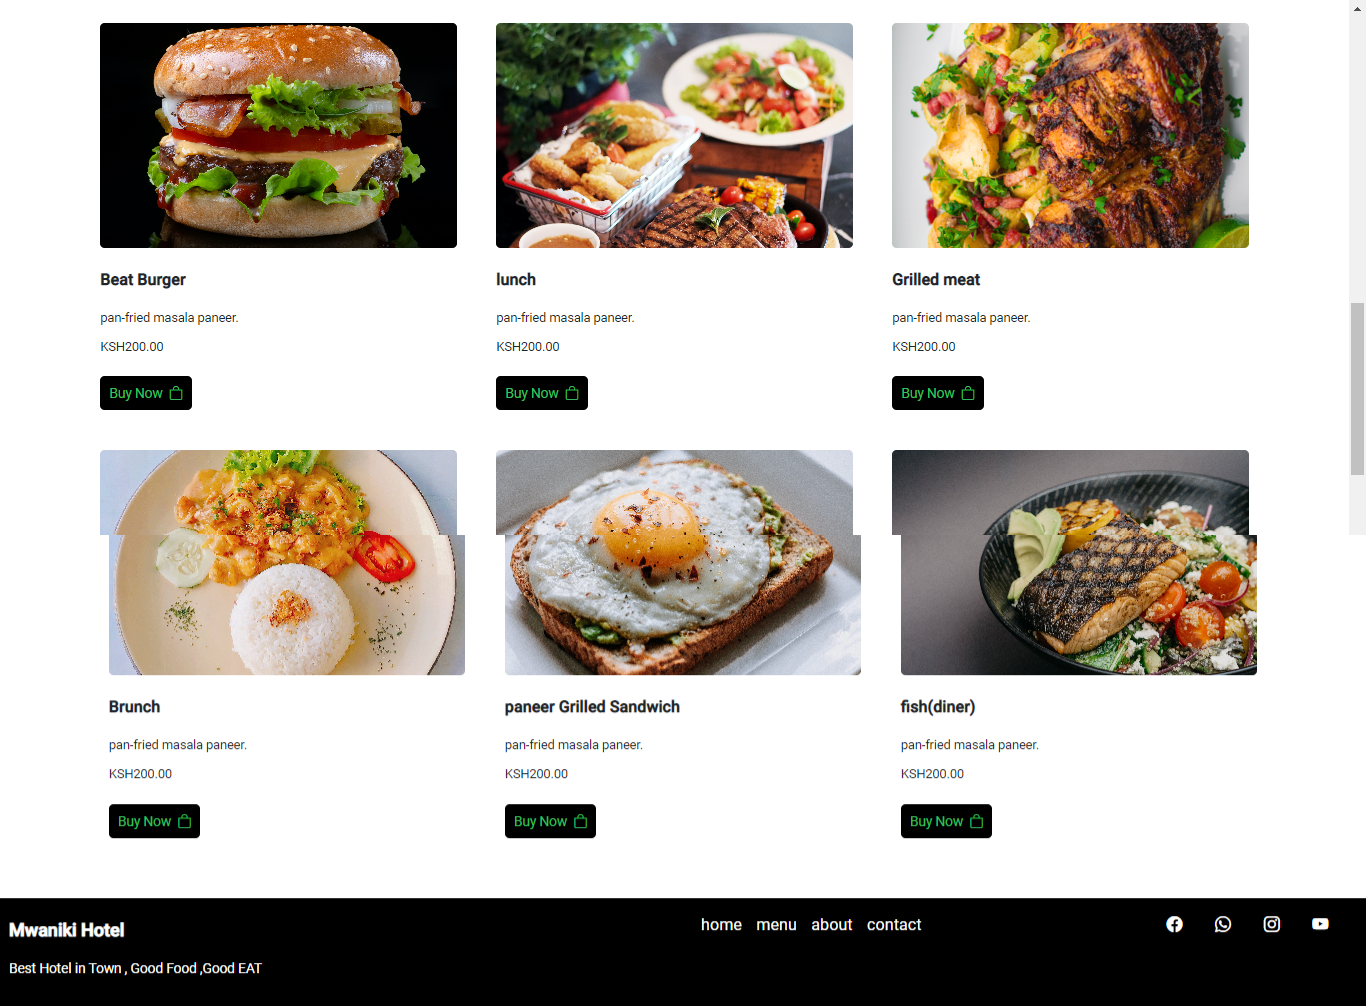 Beat Burger
lunch
Grilled meat
pan-fried masala paneer.
pan-fried masala paneer.
pan-fried masala paneer.
KSH200.00
KSH200.00
KSH200.00
Buy Now
Buy Now
Buy Now
Brunch
paneer Grilled Sandwich
fish(diner)
pan-fried masala paneer.
pan-fried masala paneer.
pan-fried masala paneer.
KSH200.00
KSH200.00
KSH200.00
Buy Now
Buy Now
Buy Now
Mwaniki Hotel
home menu about contact
Best Hotel in Town , Good Food ,Good EAT